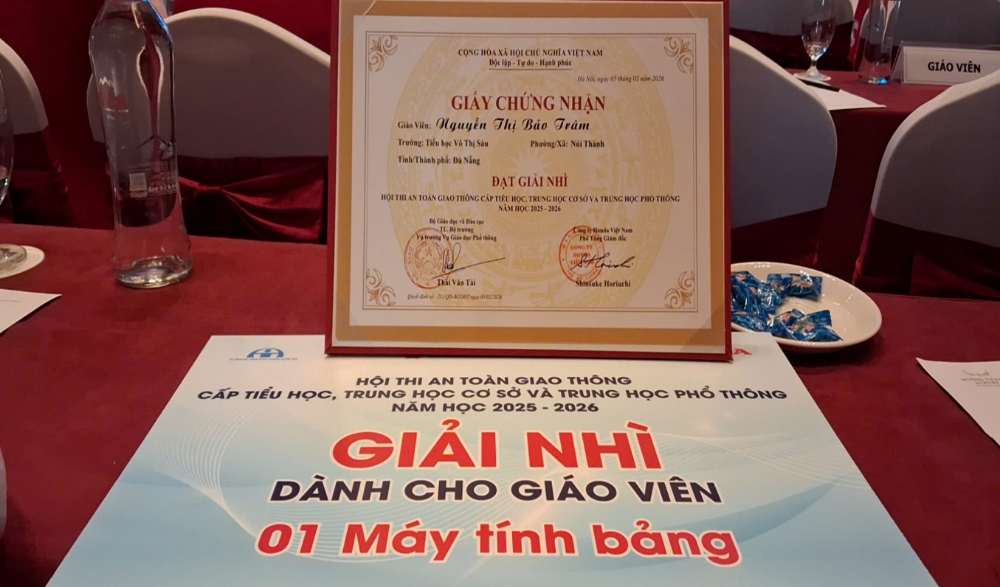 CỘNG HÒA XÃ HỘI CHỦ NGHĨA VIỆT NAM
Độc lập - Tự do - Hạnh phúc
Hà Nội, ngày 05 tháng 02 năm 2026
GIẤY CHỨNG NHẬN
Giáo Viên: Nguyễn Thị Bảo Trâm
Trường: Tiểu học Võ Thị Sáu Phường/Xã: Núi Thành
Tỉnh/Thành phố: Đà Nẵng
ĐẠT GIẢI NHÌ
HỘI THI AN TOÀN GIAO THÔNG CẤP TIỂU HỌC, TRUNG HỌC CƠ SỞ VÀ TRUNG HỌC PHỔ THÔNG
NĂM HỌC 2025 - 2026
Bộ Giáo dục và Đào tạo
TL. Bộ trưởng
Vụ trưởng Vụ Giáo dục Phổ thông
Thái Văn Tài
Công ty Honda Việt Nam
Phó Tổng Giám đốc
CÔNG TY
HONDA
Shinsuke Horiuchi
Quyết định số: 251/QĐ-BGDĐT ngày 05/02/2026
GIÁO VIÊN
HỘI THI AN TOÀN GIAO THÔNG
CẤP TIỂU HỌC, TRUNG HỌC CƠ SỞ VÀ TRUNG HỌC PHỔ THÔNG
NĂM HỌC 2025 - 2026
GIẢI NHÌ
DÀNH CHO GIÁO VIÊN
01 Máy tính bảng